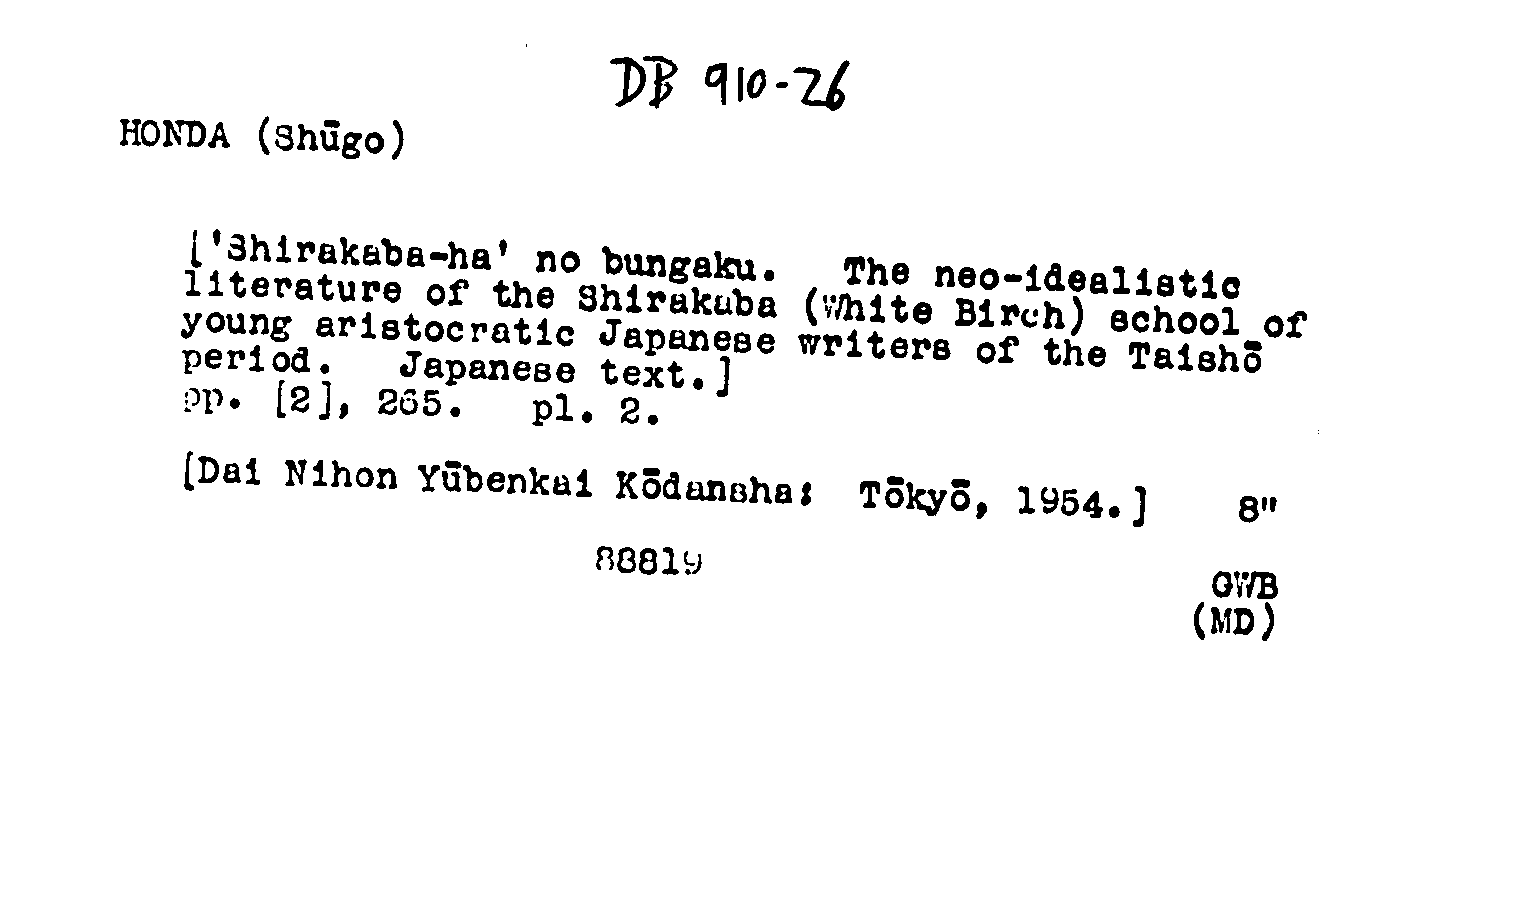 DB 910-26
HONDA (Shūgo)
['Shirakaba-ha' no bungaku. The neo-idealistic
literature of the Shirakaba (White Birch) school of
young aristocratic Japanese writers of the Taishō
period. Japanese text.]
pp. [2], 265. pl. 2.
[Dai Nihon Yūbenkai Kōdansha: Tōkyō, 1954.] 8"
88819
GWB
(MD)